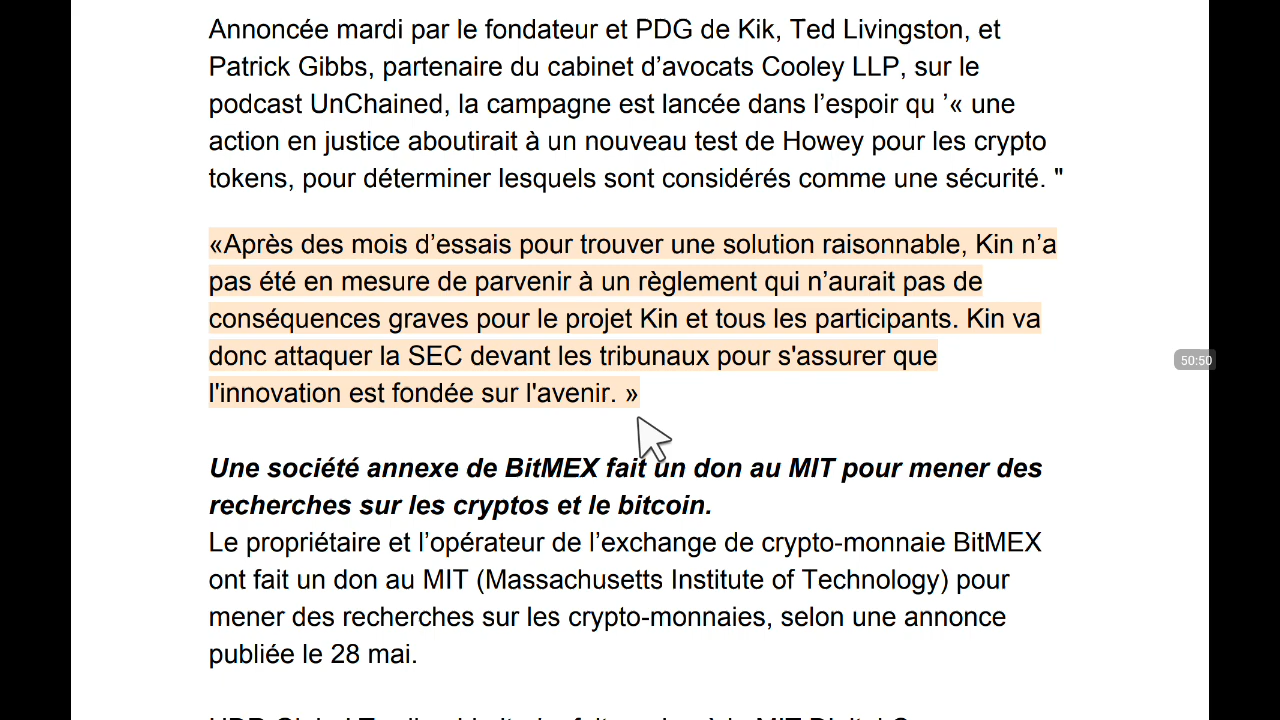 Annoncée mardi par le fondateur et PDG de Kik, Ted Livingston, et
Patrick Gibbs, partenaire du cabinet d’avocats Cooley LLP, sur le
podcast UnChained, la campagne est lancée dans l’espoir qu ’« une
action en justice aboutirait à un nouveau test de Howey pour les crypto
tokens, pour déterminer lesquels sont considérés comme une sécurité. "
«Après des mois d’essais pour trouver une solution raisonnable, Kin n’a
pas été en mesure de parvenir à un règlement qui n’aurait pas de
conséquences graves pour le projet Kin et tous les participants. Kin va
donc attaquer la SEC devant les tribunaux pour s'assurer que
l'innovation est fondée sur l'avenir. »
50:50
Une société annexe de BitMEX fait un don au MIT pour mener des
recherches sur les cryptos et le bitcoin.
Le propriétaire et l’opérateur de l’exchange de crypto-monnaie BitMEX
ont fait un don au MIT (Massachusetts Institute of Technology) pour
mener des recherches sur les crypto-monnaies, selon une annonce
publiée le 28 mai.